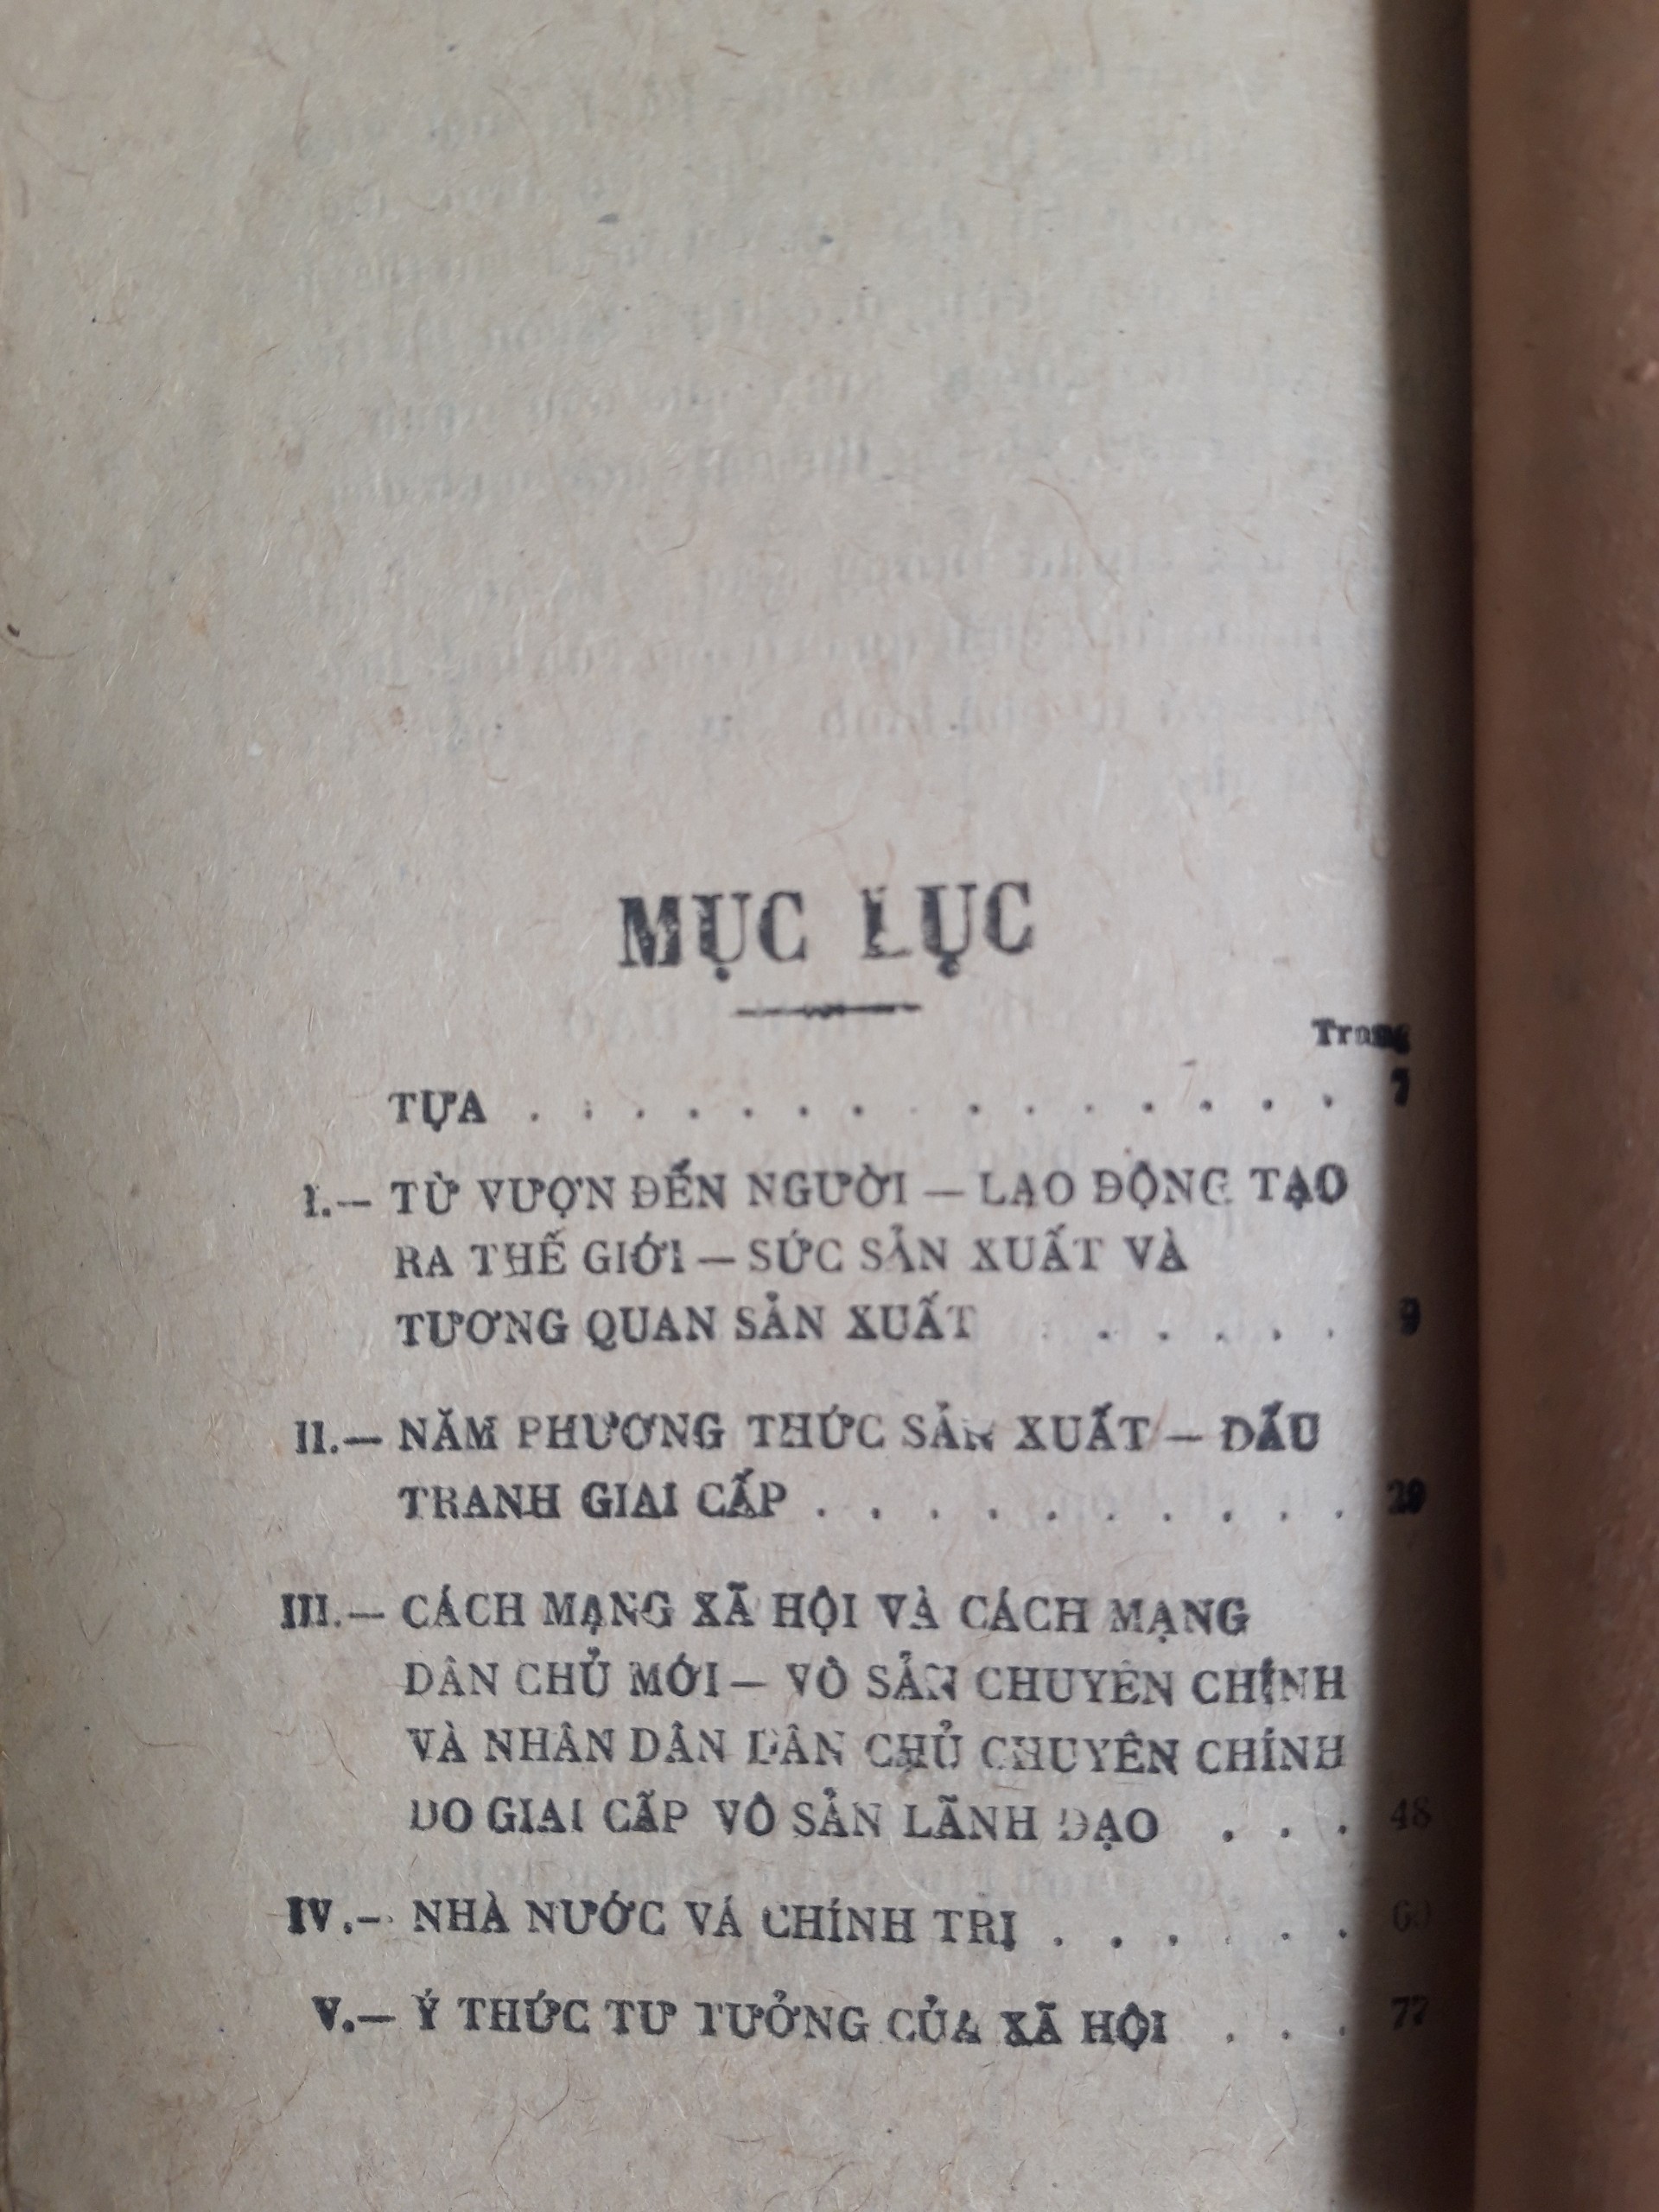 MỤC LỤC
Trang
TỰA . . . . . . . . . . . . . . . 7
I.— TỪ VƯỢN ĐẾN NGƯỜI — LAO ĐỘNG TẠO
RA THẾ GIỚI — SỨC SẢN XUẤT VÀ
TƯƠNG QUAN SẢN XUẤT . . . . . . 9
II.— NĂM PHƯƠNG THỨC SẢN XUẤT — ĐẤU
TRANH GIAI CẤP . . . . . . . . . . 29
III.— CÁCH MẠNG XÃ HỘI VÀ CÁCH MẠNG
DÂN CHỦ MỚI — VÔ SẢN CHUYÊN CHÍNH
VÀ NHÂN DÂN DÂN CHỦ CHUYÊN CHÍNH
DO GIAI CẤP VÔ SẢN LÃNH ĐẠO . . . 48
IV.— NHÀ NƯỚC VÀ CHÍNH TRỊ . . . . . .
V.— Ý THỨC TƯ TƯỞNG CỦA XÃ HỘI . . . 77